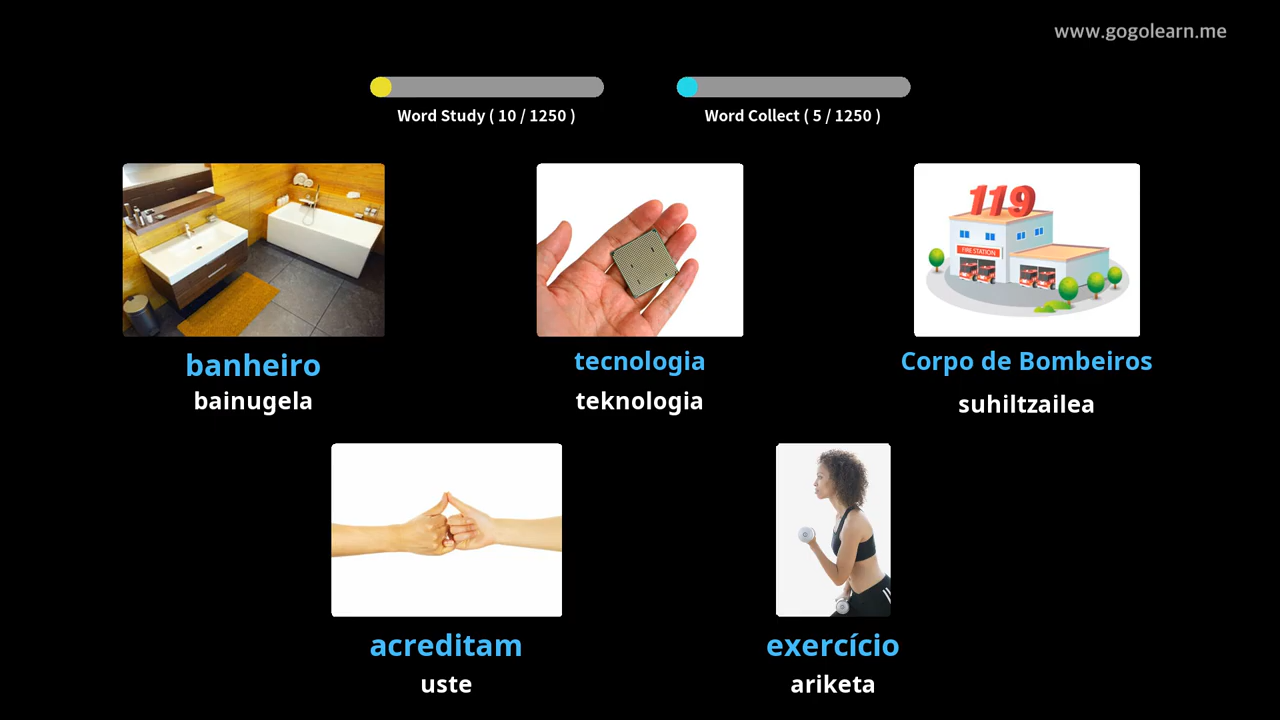 www.gogolearn.me
Word Study ( 10 / 1250 )
Word Collect ( 5 / 1250 )
119
FIRE STATION
banheiro
bainugela
tecnologia
teknologia
Corpo de Bombeiros
suhiltzailea
acreditam
uste
exercício
ariketa